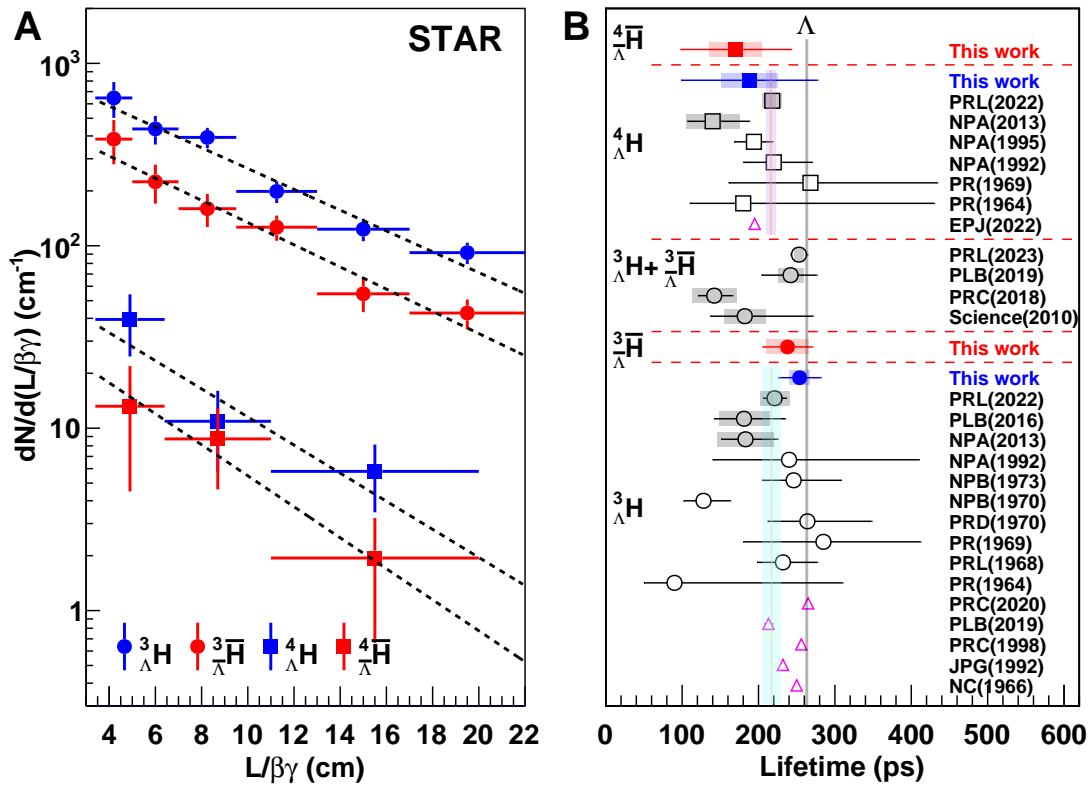 A
STAR
10³
10²
10
1
dN/d(L/βγ) (cm⁻¹)
³ΛH
³Λ̅H̅
⁴ΛH
⁴Λ̅H̅
4 6 8 10 12 14 16 18 20 22
L/βγ (cm)
B
Λ
⁴Λ̅H̅
This work
⁴ΛH
This work
PRL(2022)
NPA(2013)
NPA(1995)
NPA(1992)
PR(1969)
PR(1964)
EPJ(2022)
³ΛH+ ³Λ̅H̅
PRL(2023)
PLB(2019)
PRC(2018)
Science(2010)
³Λ̅H̅
This work
³ΛH
This work
PRL(2022)
PLB(2016)
NPA(2013)
NPA(1992)
NPB(1973)
NPB(1970)
PRD(1970)
PR(1969)
PRL(1968)
PR(1964)
PRC(2020)
PLB(2019)
PRC(1998)
JPG(1992)
NC(1966)
0 100 200 300 400 500 600
Lifetime (ps)